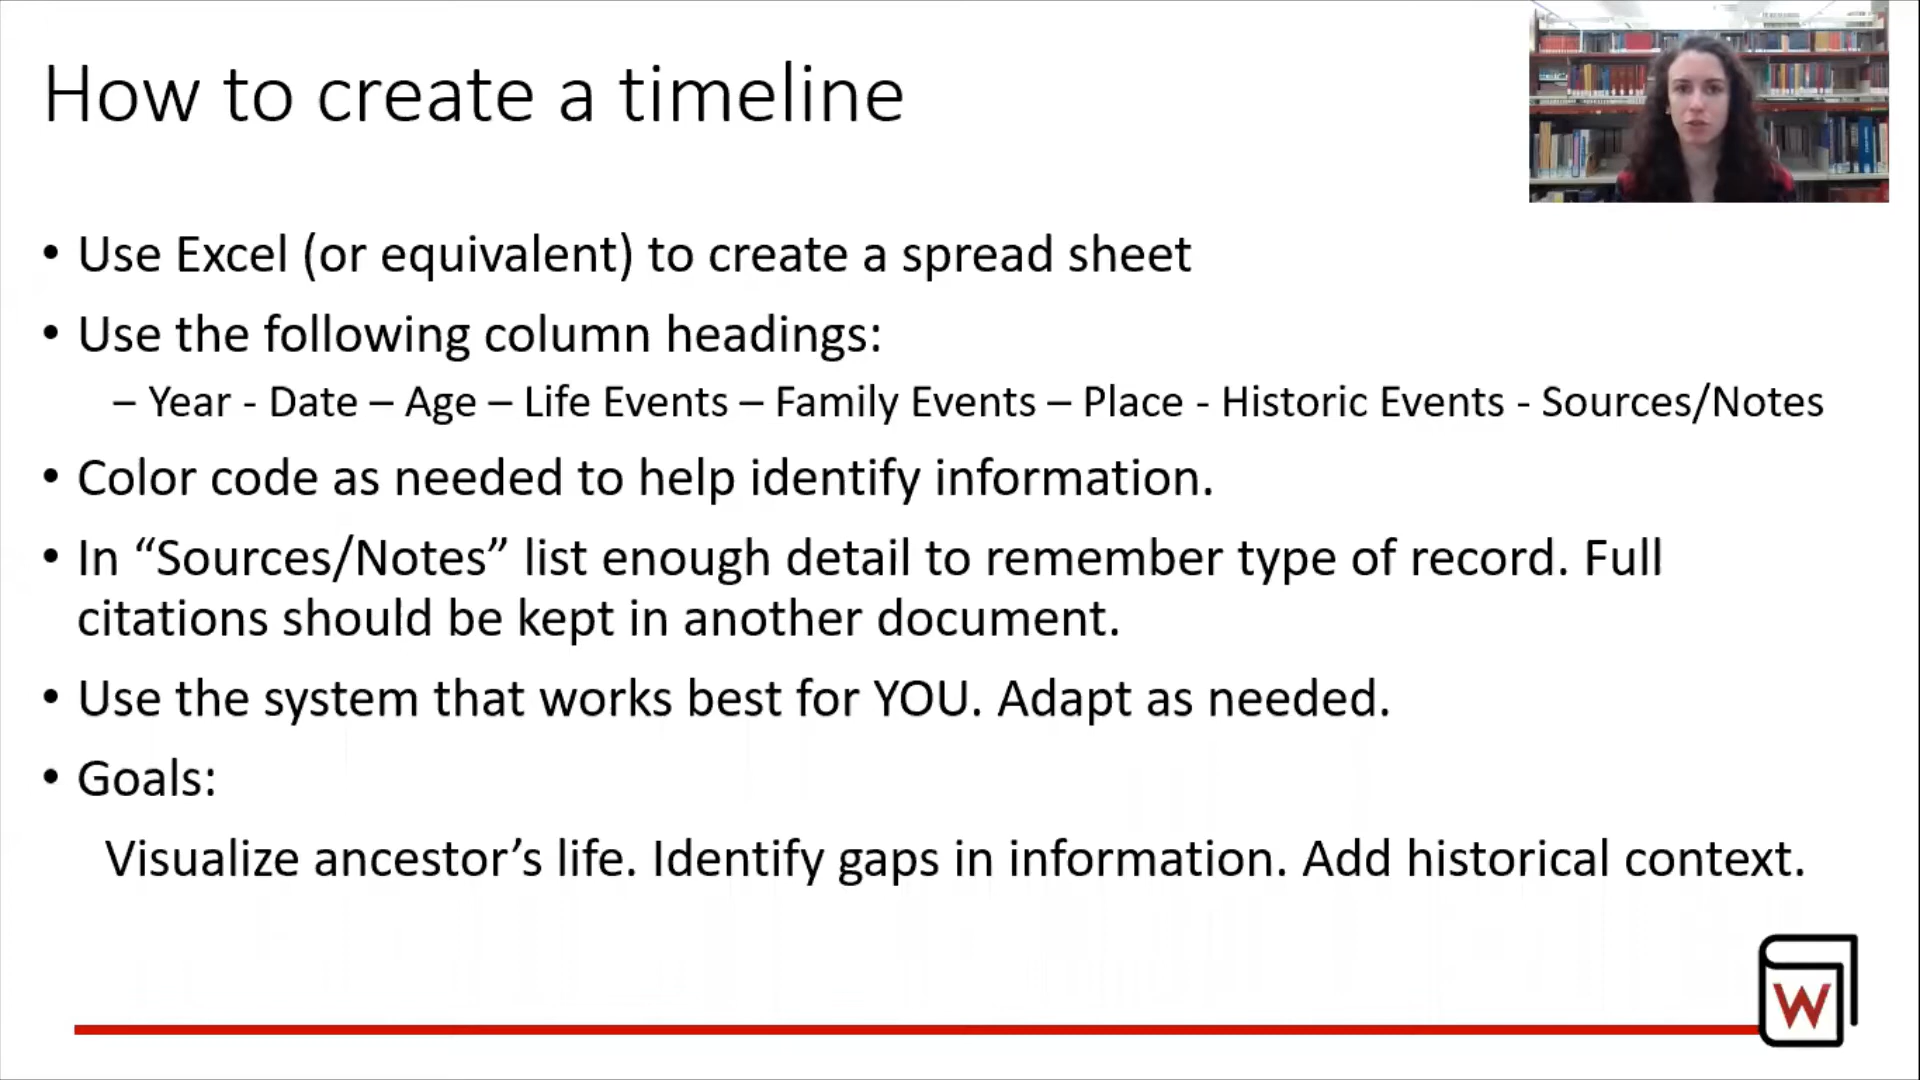 How to create a timeline
• Use Excel (or equivalent) to create a spread sheet
• Use the following column headings:
– Year - Date – Age – Life Events – Family Events – Place - Historic Events - Sources/Notes
• Color code as needed to help identify information.
• In “Sources/Notes” list enough detail to remember type of record. Full
citations should be kept in another document.
• Use the system that works best for YOU. Adapt as needed.
• Goals:
Visualize ancestor’s life. Identify gaps in information. Add historical context.
W